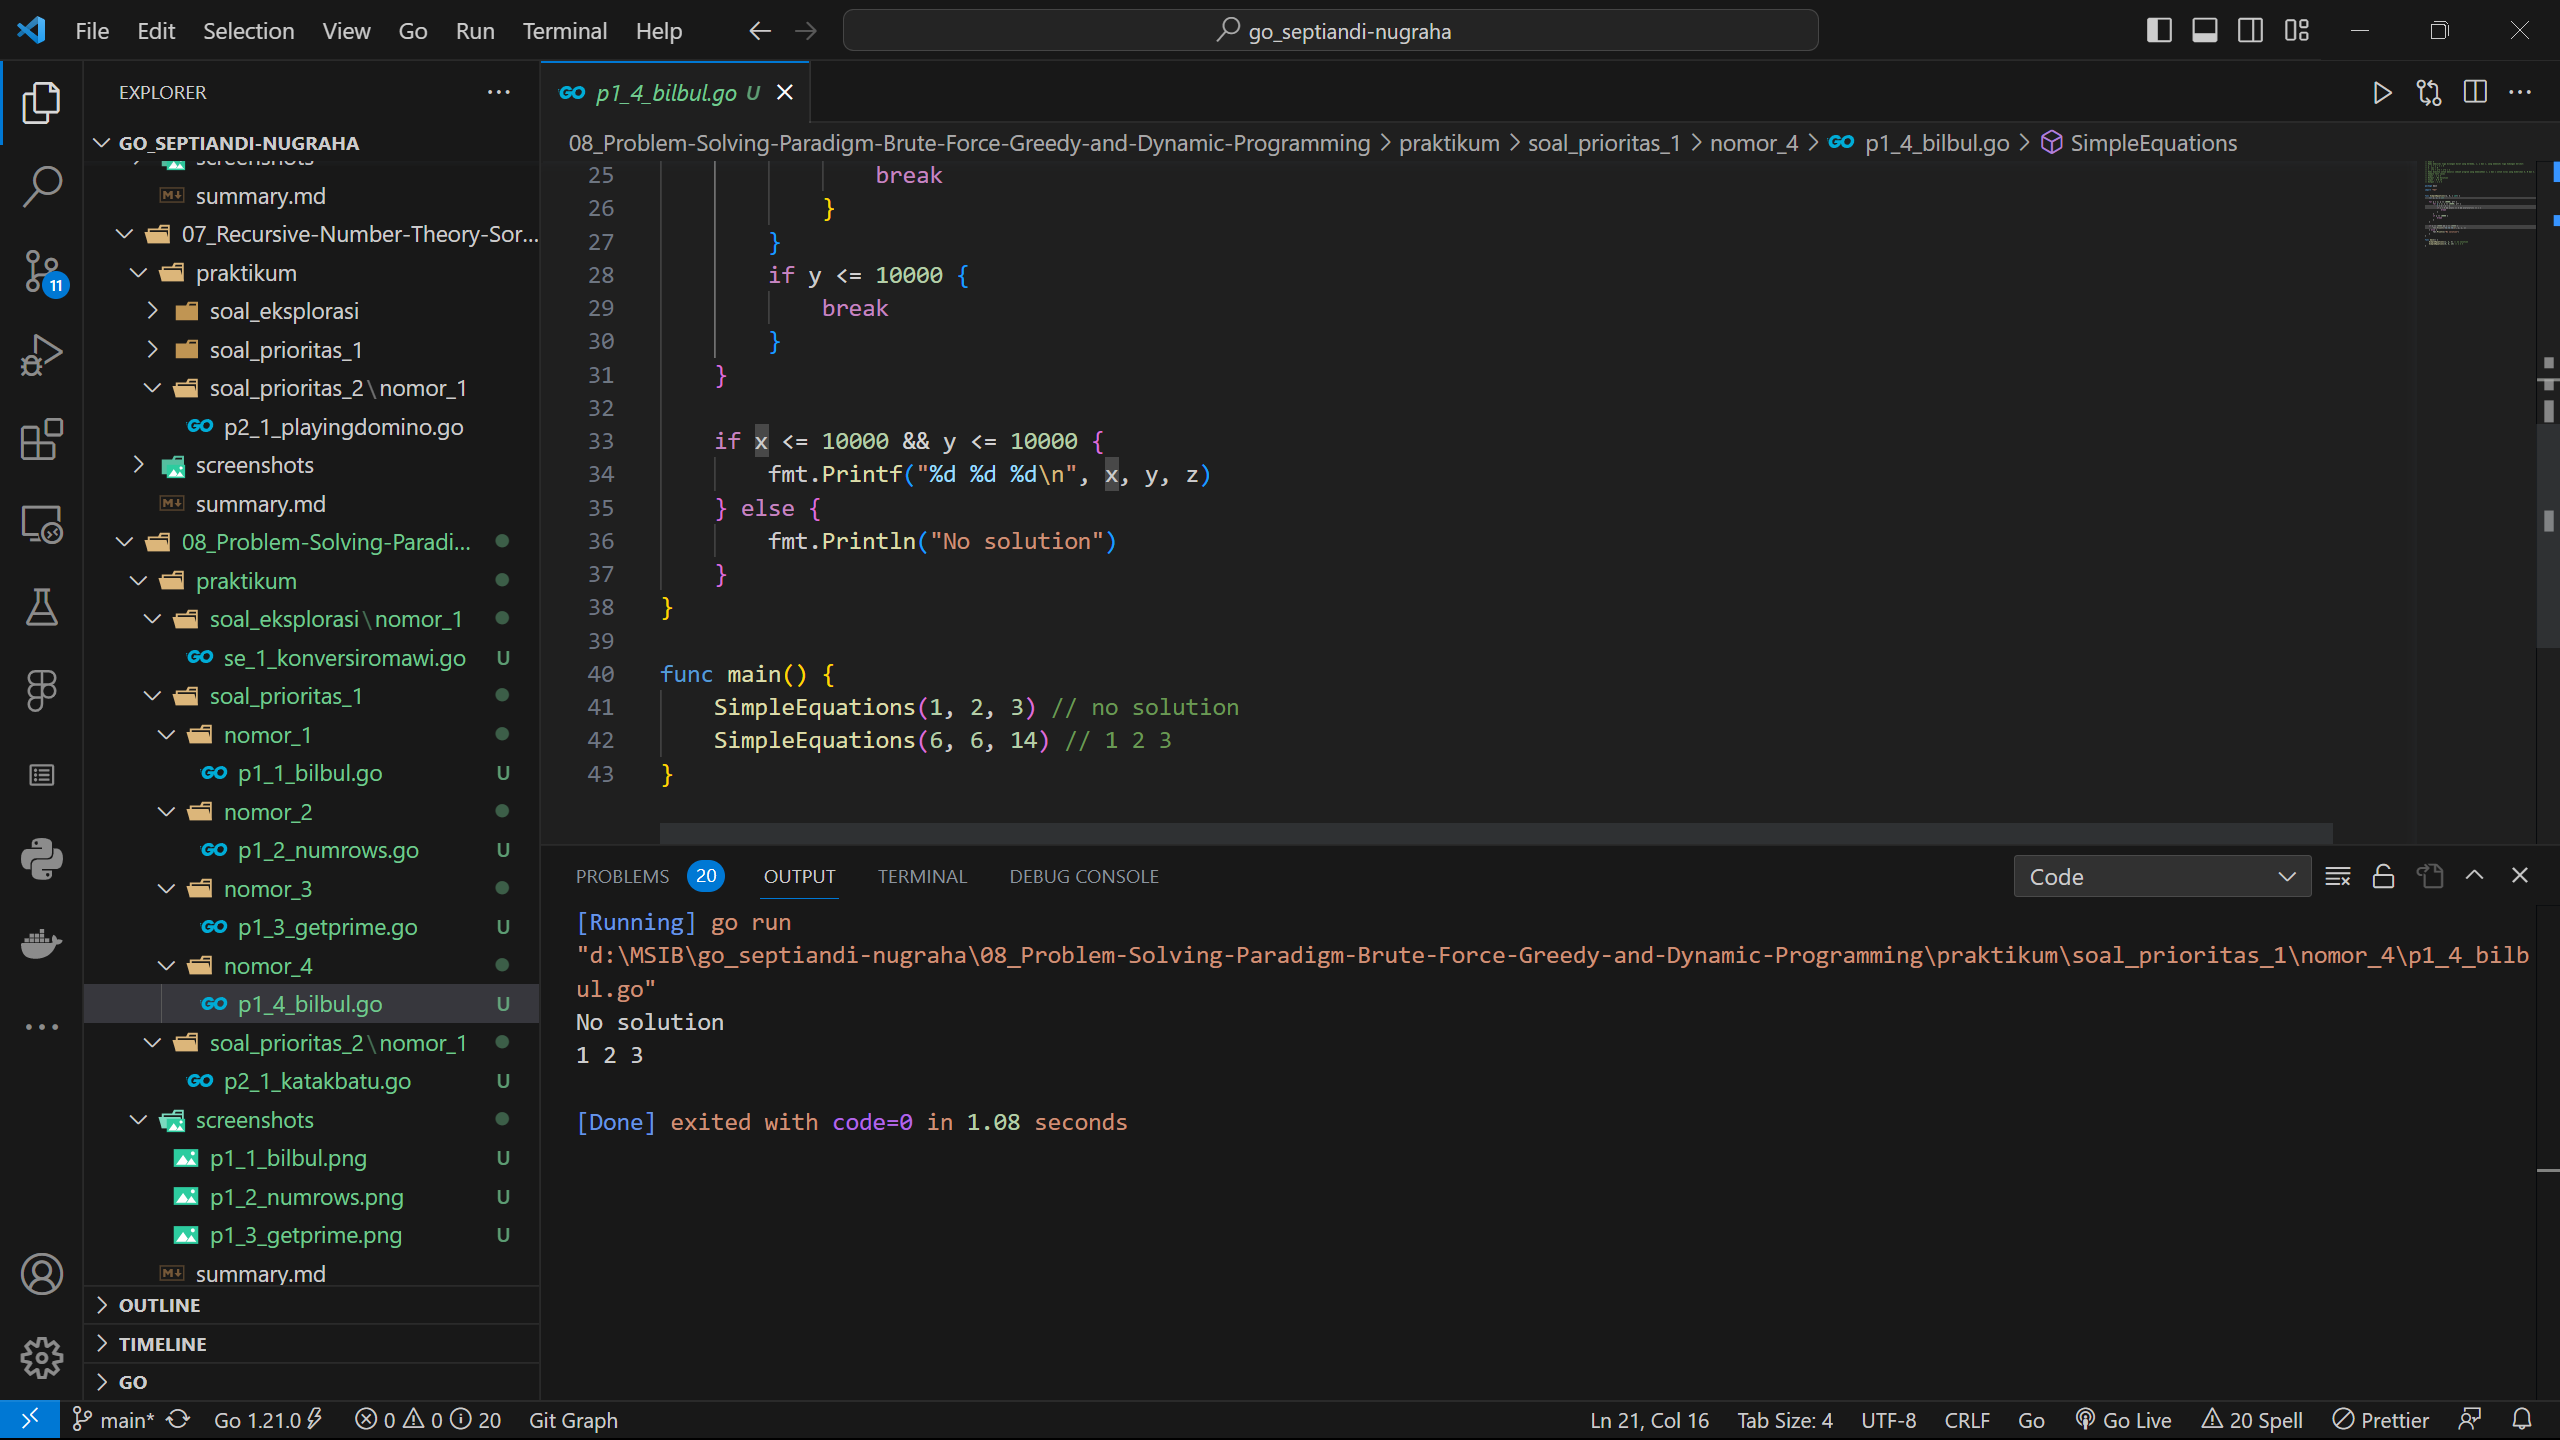 File Edit Selection View Go Run Terminal Help
go_septiandi-nugraha
EXPLORER
GO_SEPTIANDI-NUGRAHA
screenshots
summary.md
07_Recursive-Number-Theory-Sor...
praktikum
soal_eksplorasi
soal_prioritas_1
soal_prioritas_2\nomor_1
p2_1_playingdomino.go
screenshots
summary.md
08_Problem-Solving-Paradi...
praktikum
soal_eksplorasi\nomor_1
se_1_konversiromawi.go U
soal_prioritas_1
nomor_1
p1_1_bilbul.go U
nomor_2
p1_2_numrows.go U
nomor_3
p1_3_getprime.go U
nomor_4
p1_4_bilbul.go U
soal_prioritas_2\nomor_1
p2_1_katakbatu.go U
screenshots
p1_1_bilbul.png U
p1_2_numrows.png U
p1_3_getprime.png U
summary.md
OUTLINE
TIMELINE
GO
11
GO p1_4_bilbul.go U
08_Problem-Solving-Paradigm-Brute-Force-Greedy-and-Dynamic-Programming > praktikum > soal_prioritas_1 > nomor_4 > GO p1_4_bilbul.go > SimpleEquations
25 break
26 }
27 }
28 if y <= 10000 {
29 break
30 }
31 }
32
33 if x <= 10000 && y <= 10000 {
34 fmt.Printf("%d %d %d\n", x, y, z)
35 } else {
36 fmt.Println("No solution")
37 }
38 }
39
40 func main() {
41 SimpleEquations(1, 2, 3) // no solution
42 SimpleEquations(6, 6, 14) // 1 2 3
43 }
PROBLEMS 20 OUTPUT TERMINAL DEBUG CONSOLE
Code
[Running] go run
"d:\MSIB\go_septiandi-nugraha\08_Problem-Solving-Paradigm-Brute-Force-Greedy-and-Dynamic-Programming\praktikum\soal_prioritas_1\nomor_4\p1_4_bilb
ul.go"
No solution
1 2 3
[Done] exited with code=0 in 1.08 seconds
main* Go 1.21.0 0 0 20 Git Graph
Ln 21, Col 16 Tab Size: 4 UTF-8 CRLF Go Go Live 20 Spell Prettier